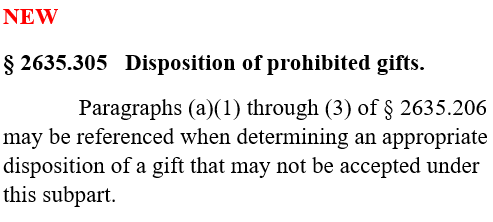 NEW
§ 2635.305   Disposition of prohibited gifts.
Paragraphs (a)(1) through (3) of § 2635.206
may be referenced when determining an appropriate
disposition of a gift that may not be accepted under
this subpart.